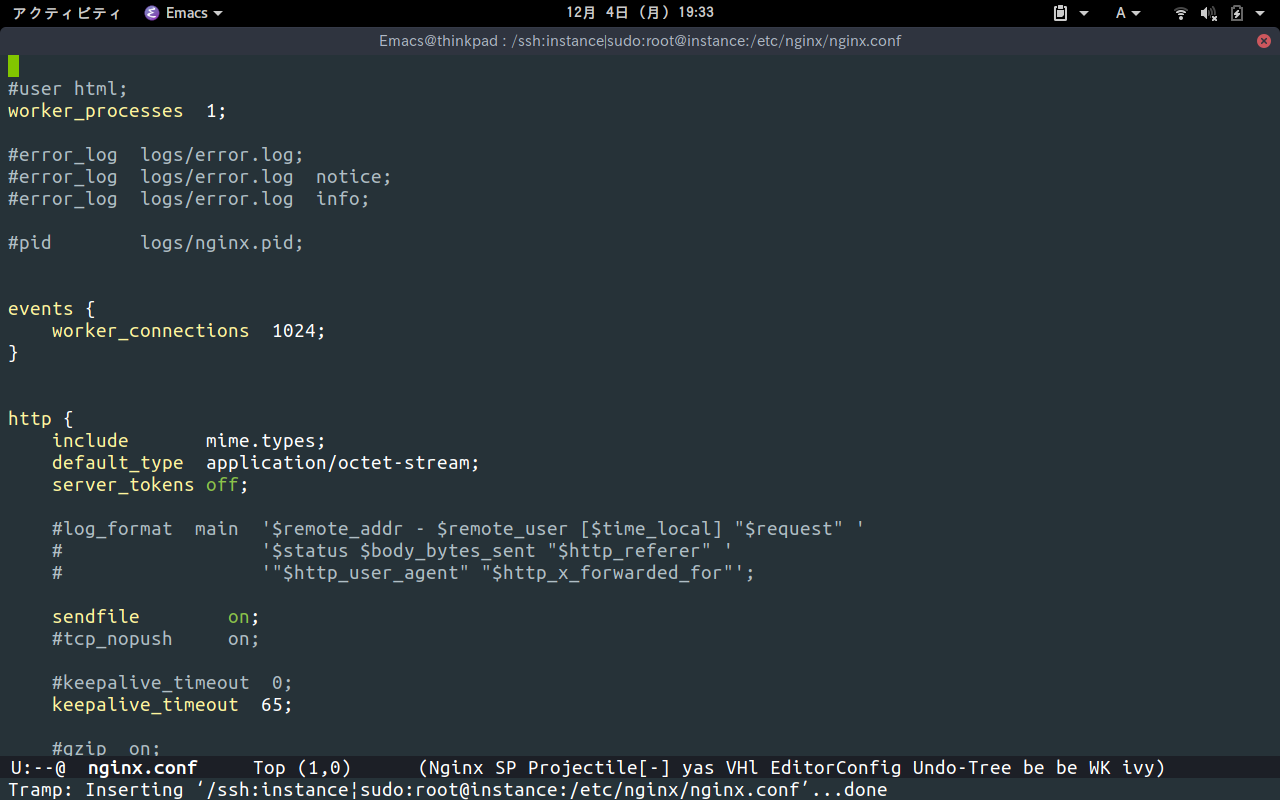 アクティビティ Emacs 12月 4日 (月) 19:33 A
Emacs@thinkpad : /ssh:instance|sudo:root@instance:/etc/nginx/nginx.conf
#user html;
worker_processes  1;
#error_log  logs/error.log;
#error_log  logs/error.log  notice;
#error_log  logs/error.log  info;
#pid        logs/nginx.pid;
events {
    worker_connections  1024;
}
http {
    include       mime.types;
    default_type  application/octet-stream;
    server_tokens off;
    #log_format  main  '$remote_addr - $remote_user [$time_local] "$request" '
    #                  '$status $body_bytes_sent "$http_referer" '
    #                  '"$http_user_agent" "$http_x_forwarded_for"';
    sendfile        on;
    #tcp_nopush     on;
    #keepalive_timeout  0;
    keepalive_timeout  65;
    #gzip  on;
U:--@  nginx.conf     Top (1,0)      (Nginx SP Projectile[-] yas VHl EditorConfig Undo-Tree be be WK ivy)
Tramp: Inserting ‘/ssh:instance|sudo:root@instance:/etc/nginx/nginx.conf’...done